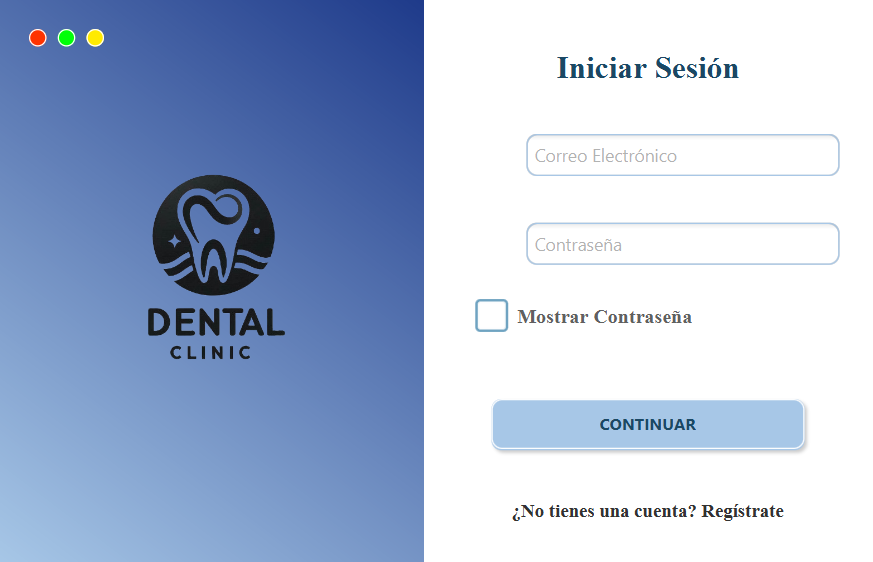 DENTAL
CLINIC
Iniciar Sesión
Correo Electrónico
Contraseña
Mostrar Contraseña
CONTINUAR
¿No tienes una cuenta? Regístrate